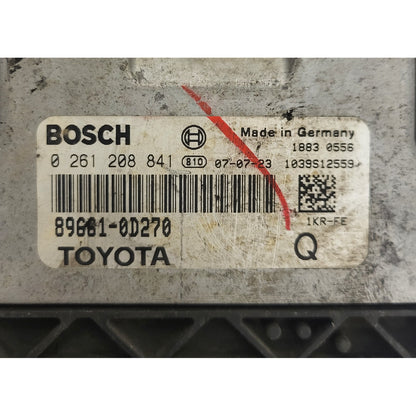 BOSCH Made in Germany
1883 0556
0 261 208 841 810 07-07-23 1039S12559
89661-0D270
1KR-FE
TOYOTA Q